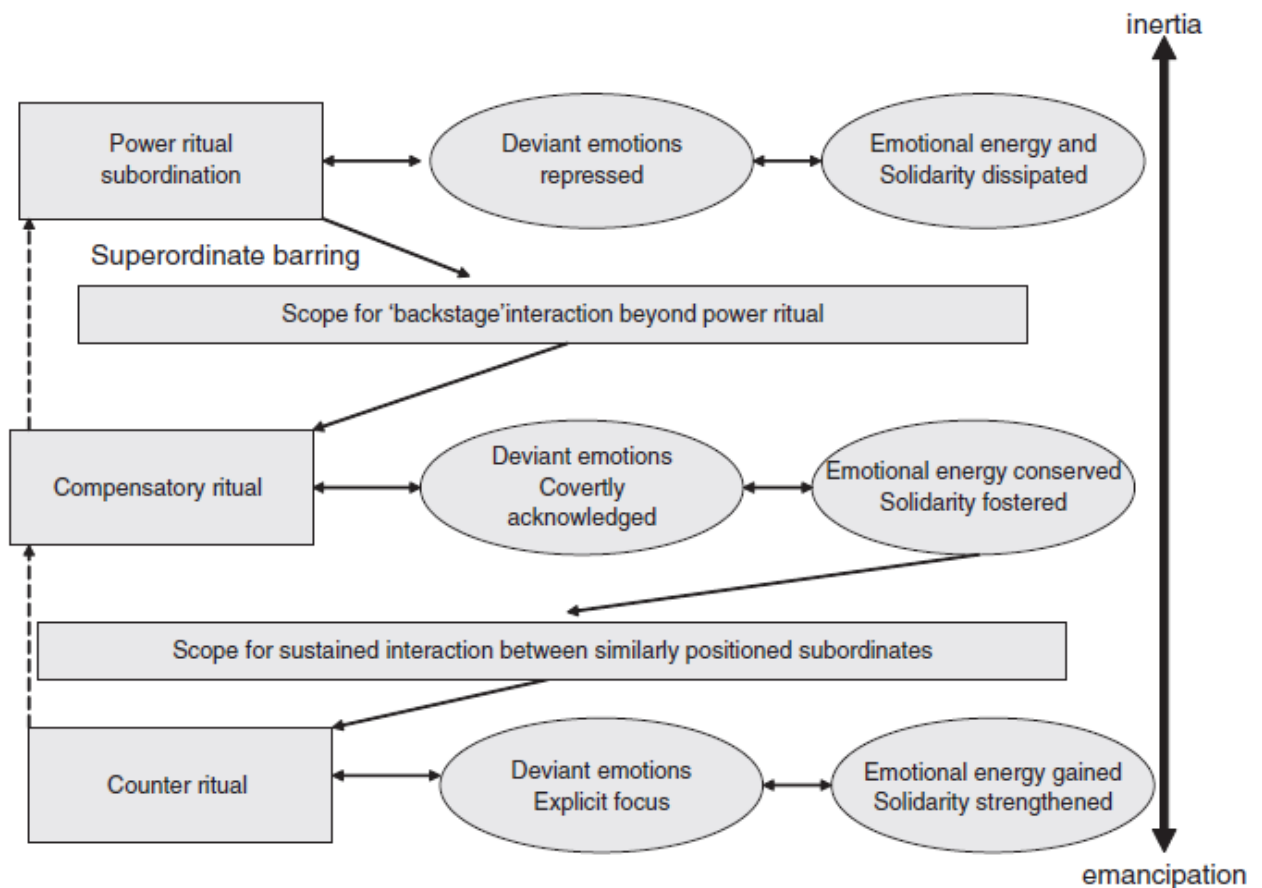 inertia
Power ritual
subordination
Deviant emotions
repressed
Emotional energy and
Solidarity dissipated
Superordinate barring
Scope for ‘backstage’interaction beyond power ritual
Compensatory ritual
Deviant emotions
Covertly
acknowledged
Emotional energy conserved
Solidarity fostered
Scope for sustained interaction between similarly positioned subordinates
Counter ritual
Deviant emotions
Explicit focus
Emotional energy gained
Solidarity strengthened
emancipation